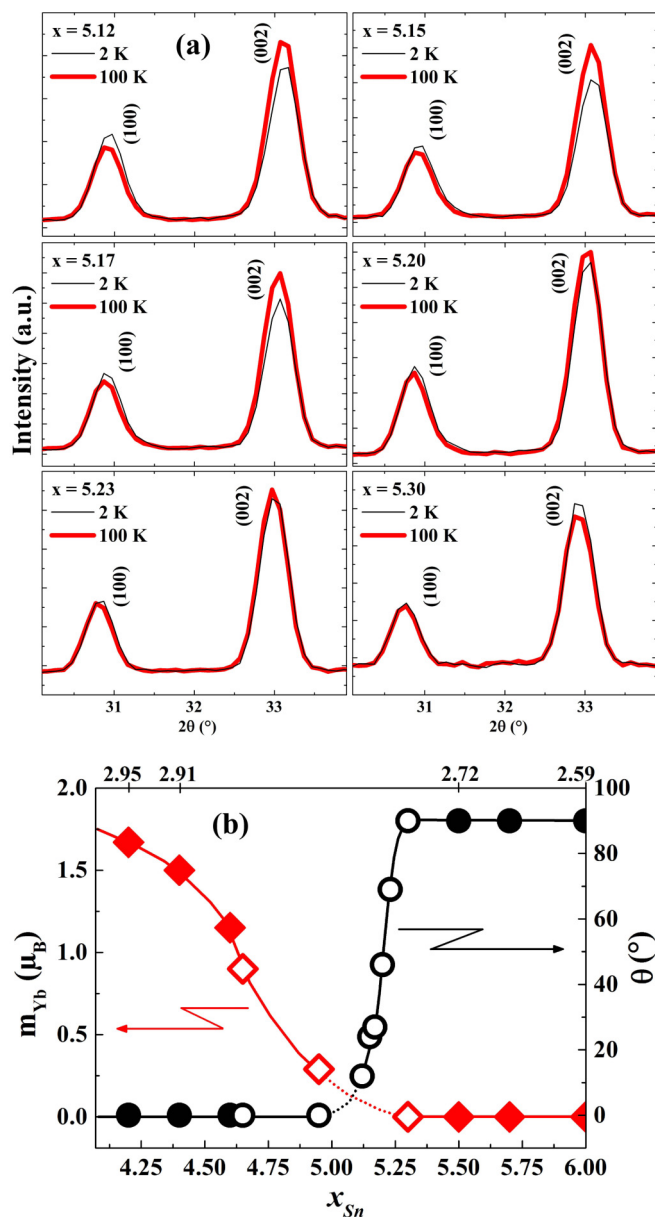 x = 5.12
(a)
2 K
100 K
(100)
(002)
x = 5.15
2 K
100 K
(100)
(002)
x = 5.17
2 K
100 K
(100)
(002)
x = 5.20
2 K
100 K
(100)
(002)
x = 5.23
2 K
100 K
(100)
(002)
x = 5.30
2 K
100 K
(100)
(002)
Intensity (a.u.)
31 32 33
2θ (°)
31 32 33
2θ (°)
2.95 2.91 2.72 2.59
(b)
2.0
1.5
1.0
0.5
0.0
m_Yb (μ_B)
100
80
60
40
20
0
θ (°)
4.25 4.50 4.75 5.00 5.25 5.50 5.75 6.00
x_Sn